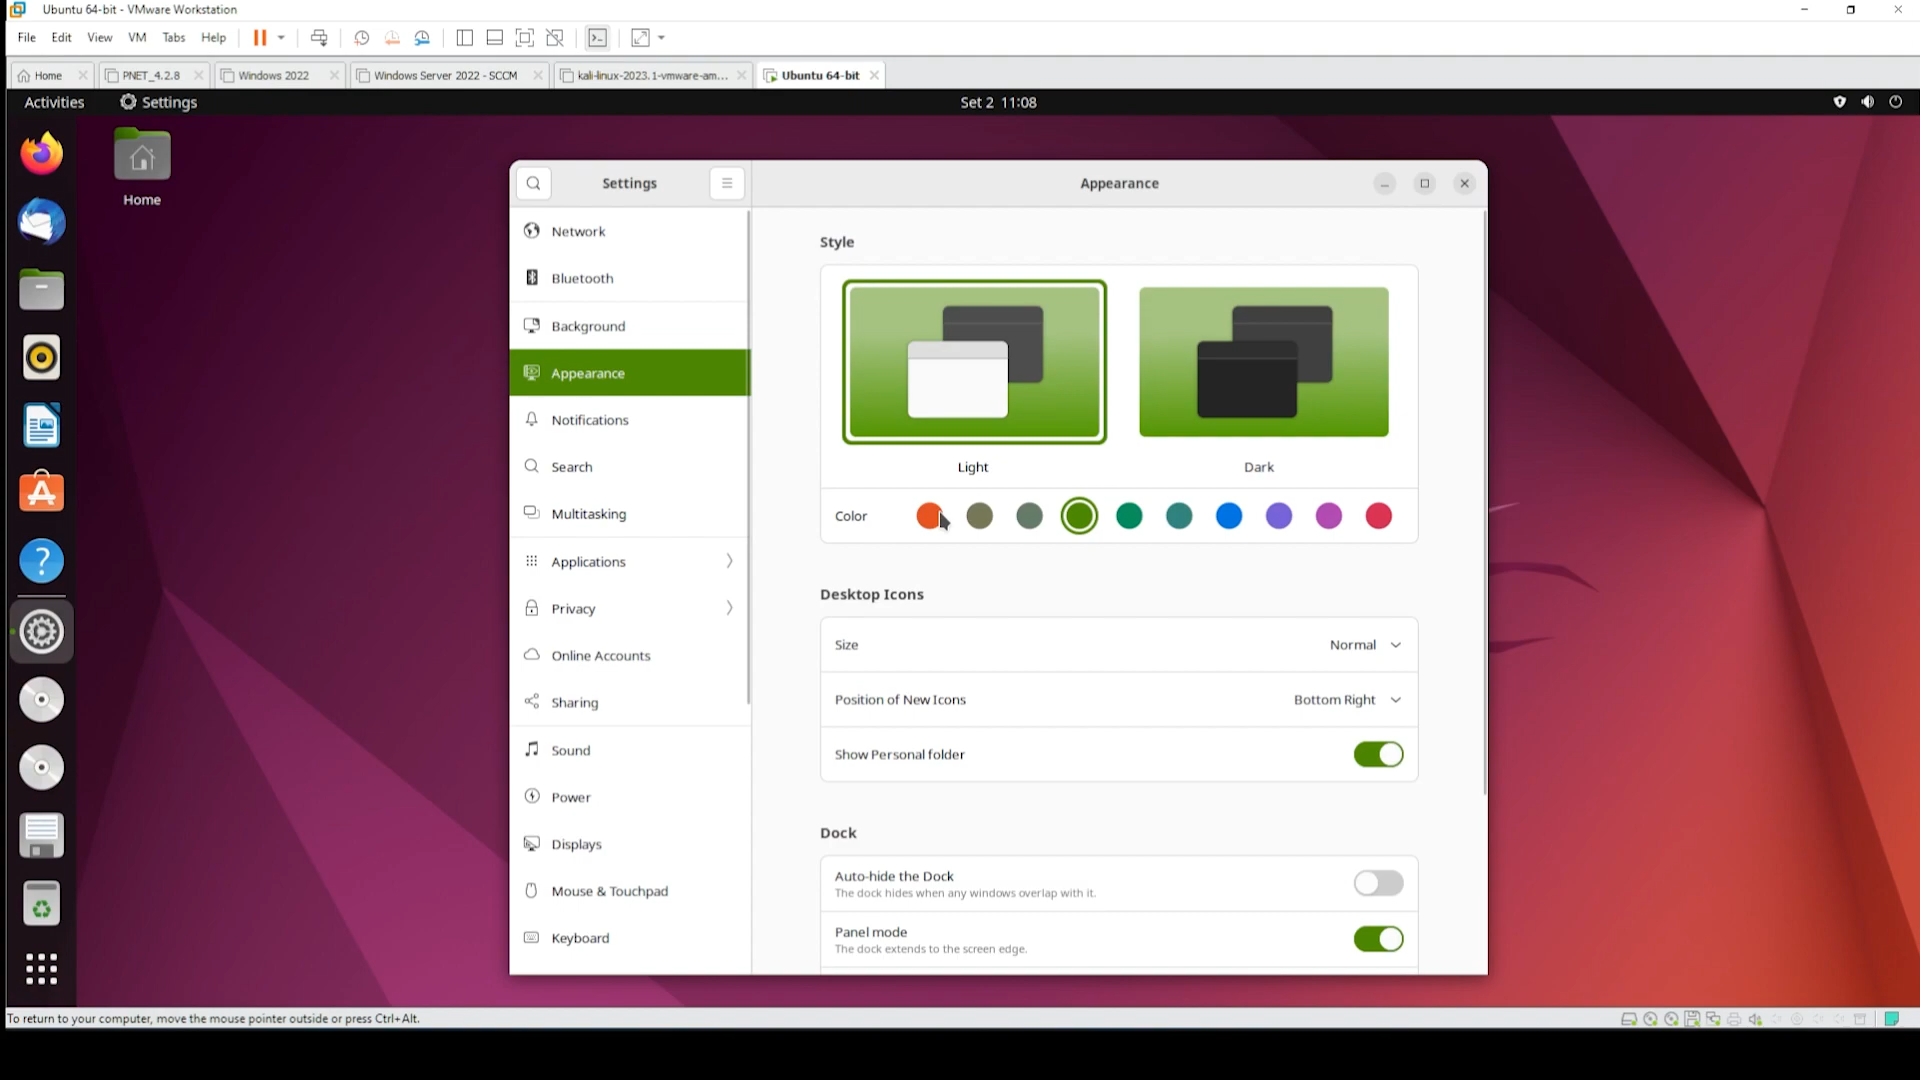 Ubuntu 64-bit - VMware Workstation
File Edit View VM Tabs Help
Home PNET_4.2.8 Windows 2022 Windows Server 2022 - SCCM kali-linux-2023.1-vmware-am... Ubuntu 64-bit
Activities Settings Set 2 11:08
Home
Settings
Network
Bluetooth
Background
Appearance
Notifications
Search
Multitasking
Applications
Privacy
Online Accounts
Sharing
Sound
Power
Displays
Mouse & Touchpad
Keyboard
Appearance
Style
Light Dark
Color
Desktop Icons
Size Normal
Position of New Icons Bottom Right
Show Personal folder
Dock
Auto-hide the Dock
The dock hides when any windows overlap with it.
Panel mode
The dock extends to the screen edge.
To return to your computer, move the mouse pointer outside or press Ctrl+Alt.